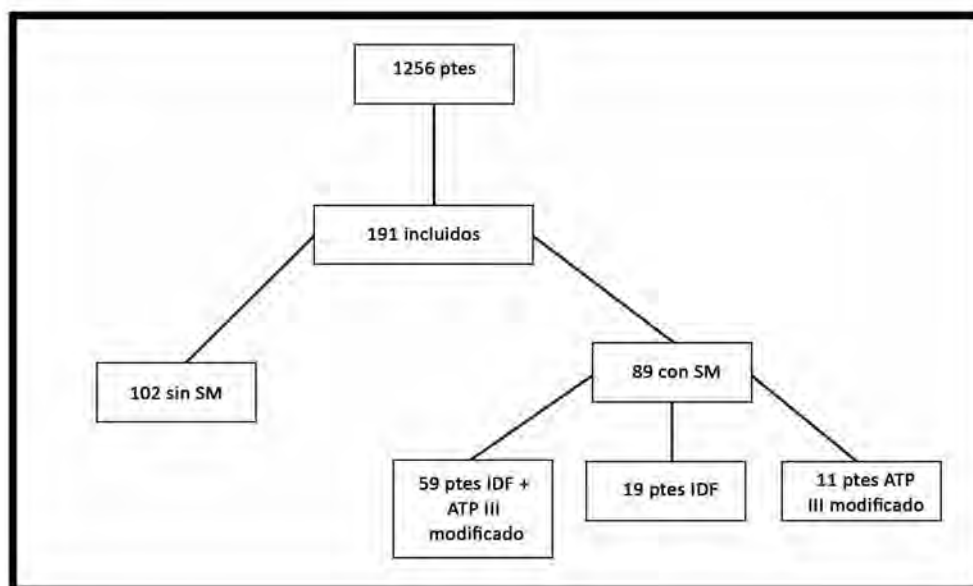 1256 ptes
191 incluidos
102 sin SM
89 con SM
59 ptes IDF +
ATP III
modificado
19 ptes IDF
11 ptes ATP
III modificado